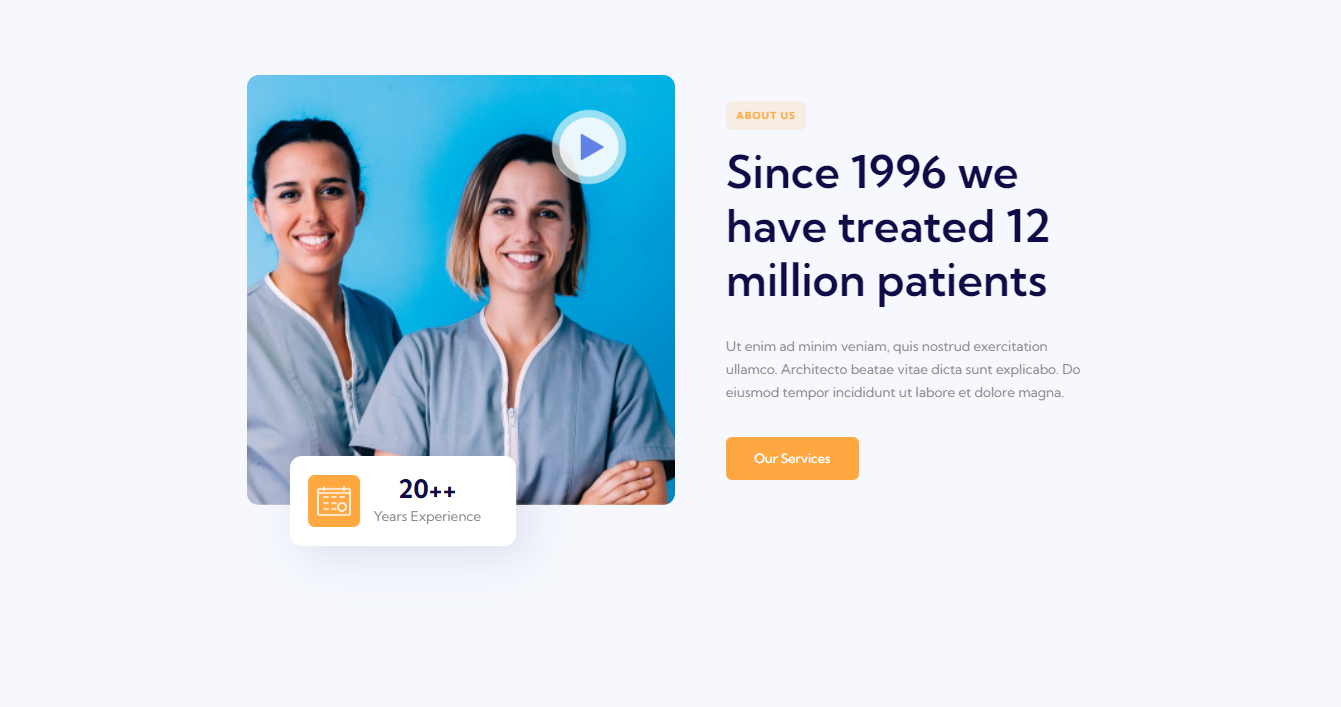 ABOUT US
Since 1996 we
have treated 12
million patients
Ut enim ad minim veniam, quis nostrud exercitation
ullamco. Architecto beatae vitae dicta sunt explicabo. Do
eiusmod tempor incididunt ut labore et dolore magna.
Our Services
20++
Years Experience